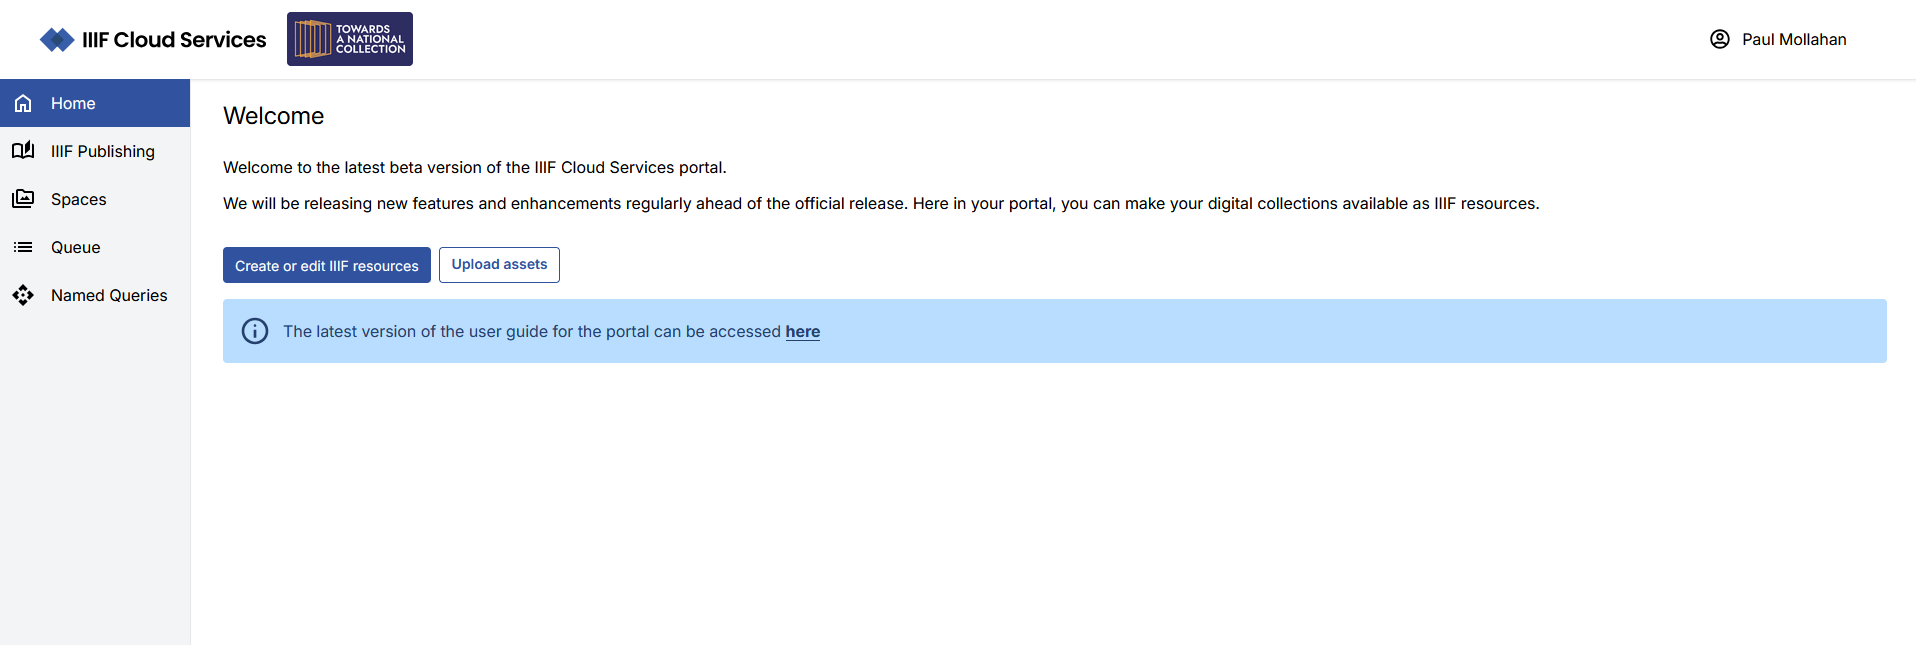 IIIF Cloud Services
TOWARDS
A NATIONAL
COLLECTION
Paul Mollahan
Home
IIIF Publishing
Spaces
Queue
Named Queries
Welcome
Welcome to the latest beta version of the IIIF Cloud Services portal.
We will be releasing new features and enhancements regularly ahead of the official release. Here in your portal, you can make your digital collections available as IIIF resources.
Create or edit IIIF resources
Upload assets
The latest version of the user guide for the portal can be accessed here